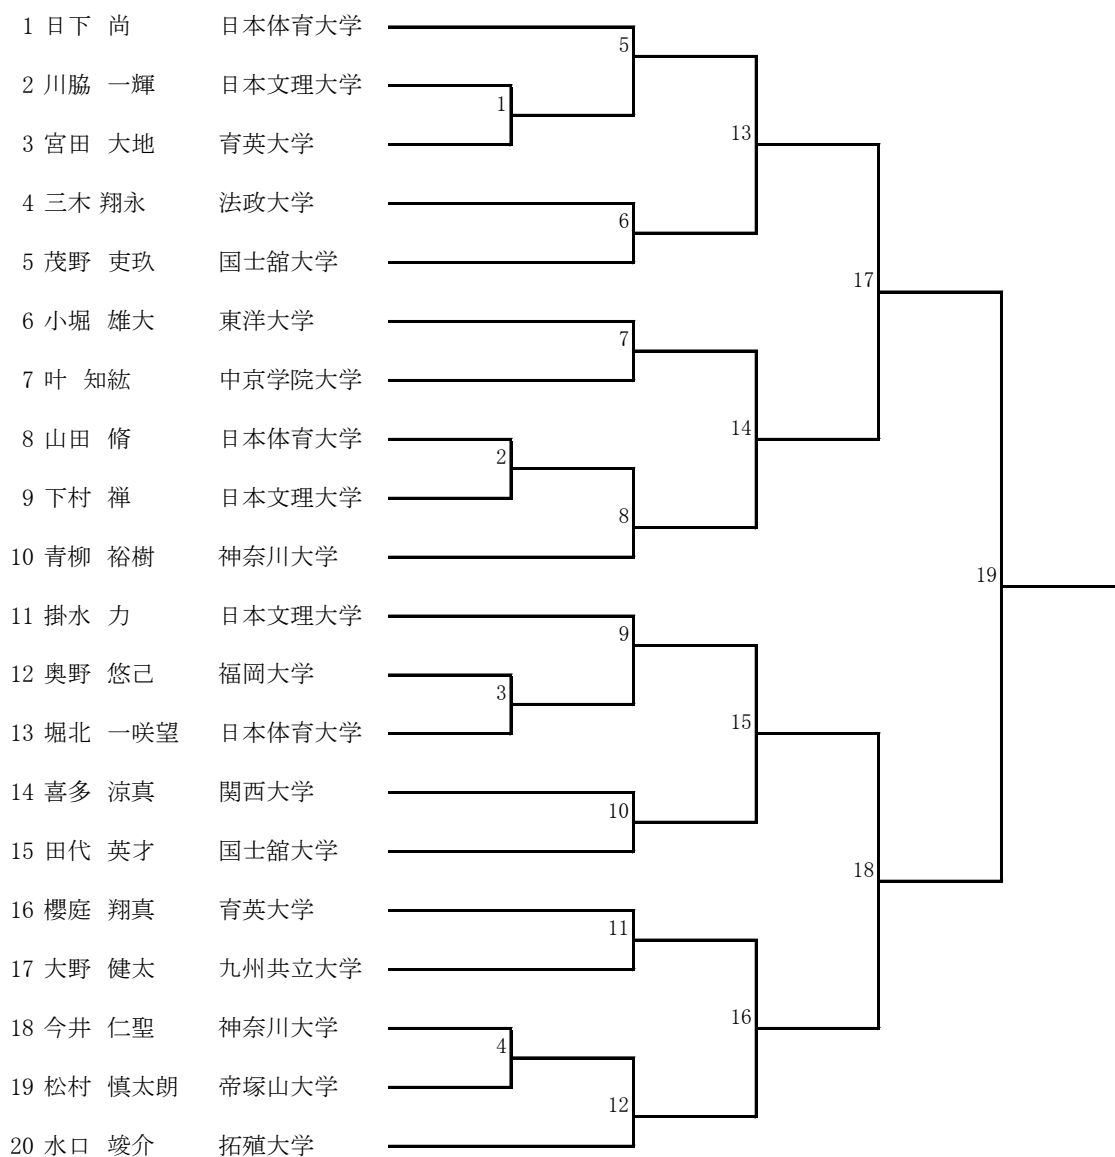 1 日下 尚 日本体育大学
5
2 川脇 一輝 日本文理大学
1
13
3 宮田 大地 育英大学
4 三木 翔永 法政大学
6
5 茂野 吏玖 国士舘大学
17
6 小堀 雄大 東洋大学
7
7 叶 知紘 中京学院大学
14
8 山田 脩 日本体育大学
2
9 下村 禅 日本文理大学
8
10 青柳 裕樹 神奈川大学
19
11 掛水 力 日本文理大学
9
12 奥野 悠己 福岡大学
3
13 堀北 一咲望 日本体育大学
15
14 喜多 涼真 関西大学
10
15 田代 英才 国士舘大学
18
16 櫻庭 翔真 育英大学
11
17 大野 健太 九州共立大学
16
18 今井 仁聖 神奈川大学
4
19 松村 慎太朗 帝塚山大学
12
20 水口 竣介 拓殖大学